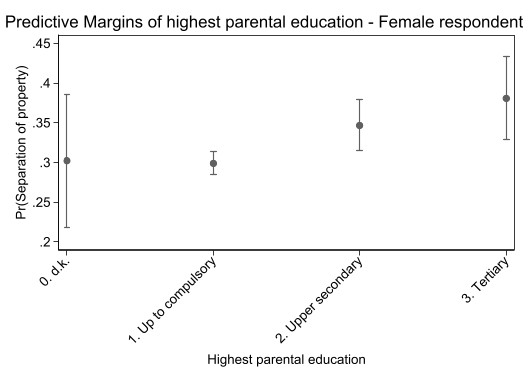 Predictive Margins of highest parental education - Female respondent
Pr(Separation of property)
.45
.4
.35
.3
.25
.2
0. d.k.
1. Up to compulsory
2. Upper secondary
3. Tertiary
Highest parental education